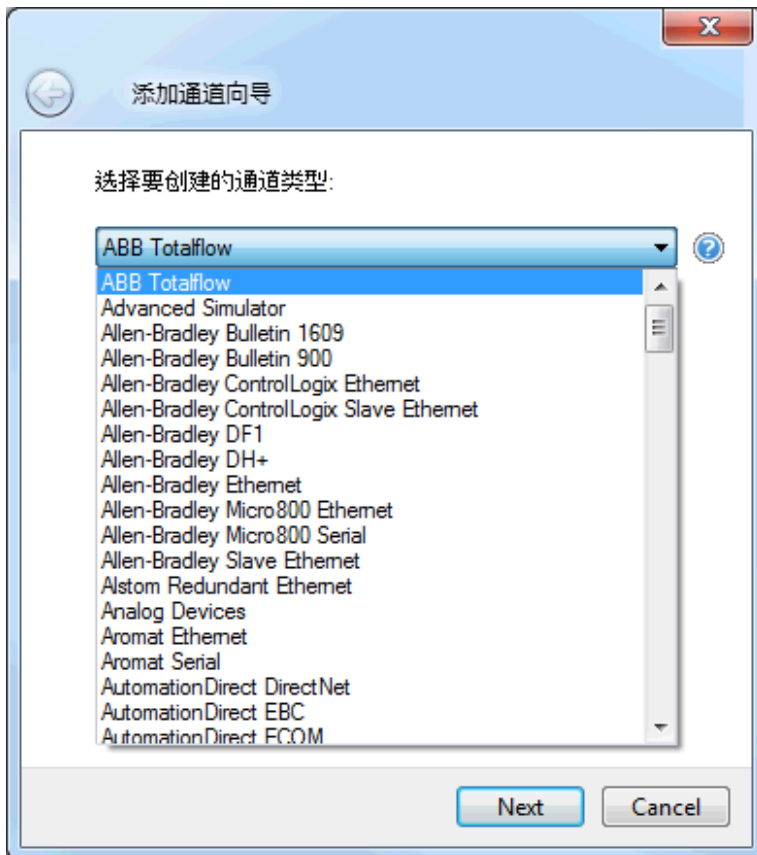 添加通道向导
选择要创建的通道类型:
ABB Totalflow
ABB Totalflow
Advanced Simulator
Allen-Bradley Bulletin 1609
Allen-Bradley Bulletin 900
Allen-Bradley ControlLogix Ethernet
Allen-Bradley ControlLogix Slave Ethernet
Allen-Bradley DF1
Allen-Bradley DH+
Allen-Bradley Ethernet
Allen-Bradley Micro800 Ethernet
Allen-Bradley Micro800 Serial
Allen-Bradley Slave Ethernet
Alstom Redundant Ethernet
Analog Devices
Aromat Ethernet
Aromat Serial
AutomationDirect DirectNet
AutomationDirect EBC
AutomationDirect ECOM
Next Cancel